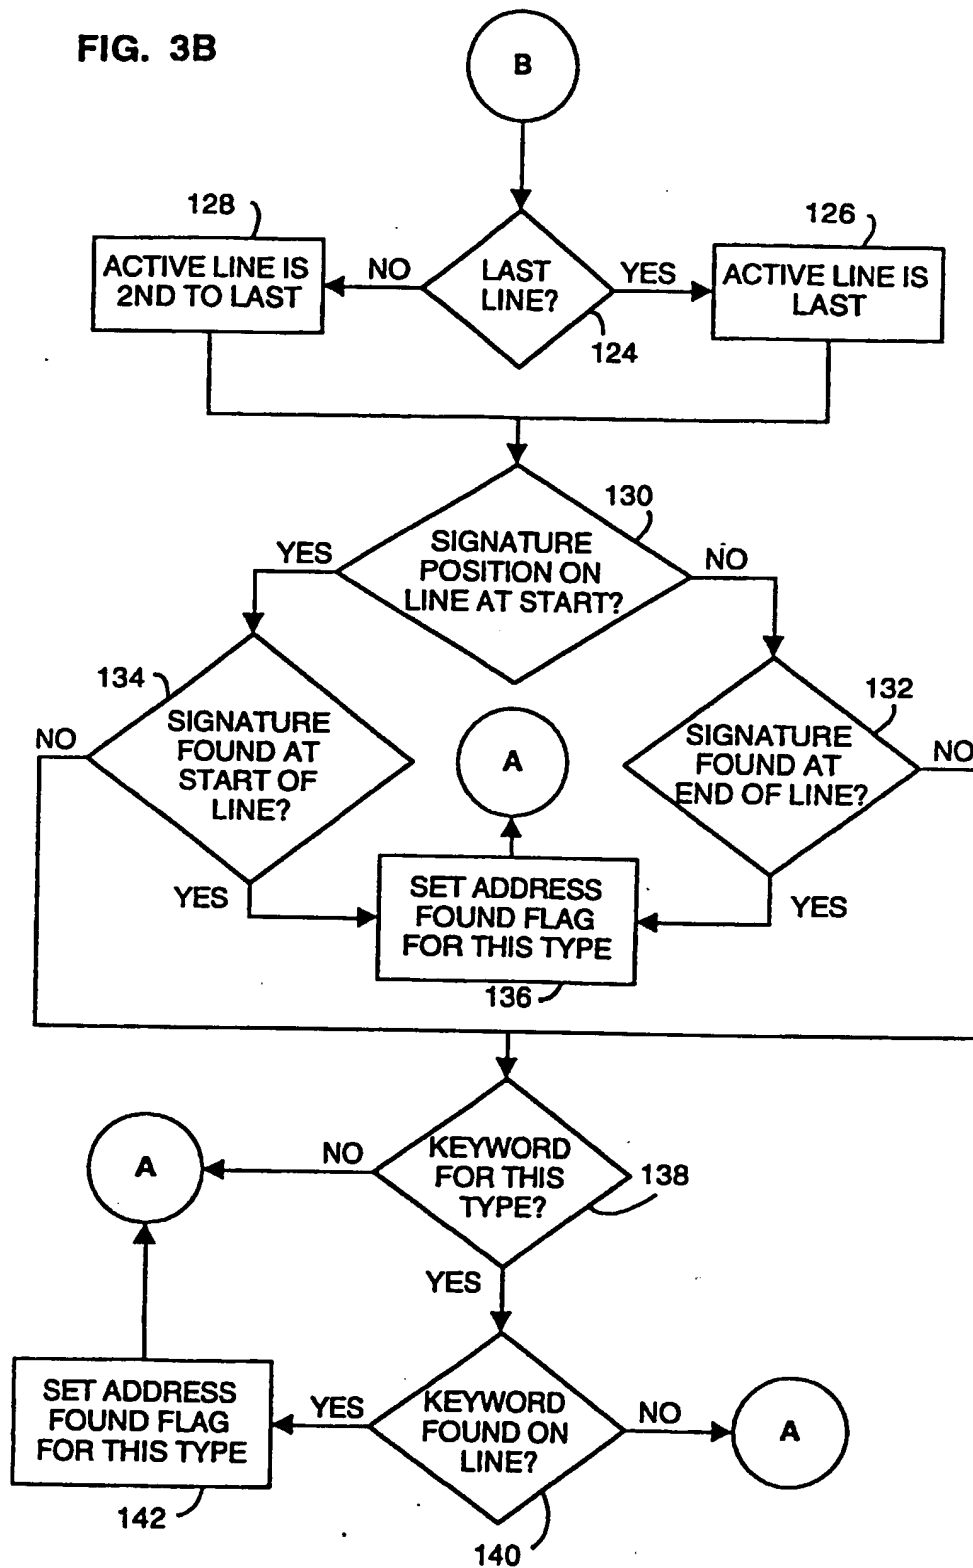 FIG. 3B
B
128
126
ACTIVE LINE IS
2ND TO LAST
NO
LAST
LINE?
YES
ACTIVE LINE IS
LAST
124
130
YES
SIGNATURE
POSITION ON
LINE AT START?
NO
134
132
NO
SIGNATURE
FOUND AT
START OF
LINE?
A
SIGNATURE
FOUND AT
END OF LINE?
NO
YES
SET ADDRESS
FOUND FLAG
FOR THIS TYPE
YES
136
A
NO
KEYWORD
FOR THIS
TYPE?
138
YES
SET ADDRESS
FOUND FLAG
FOR THIS TYPE
YES
KEYWORD
FOUND ON
LINE?
NO
A
142
140